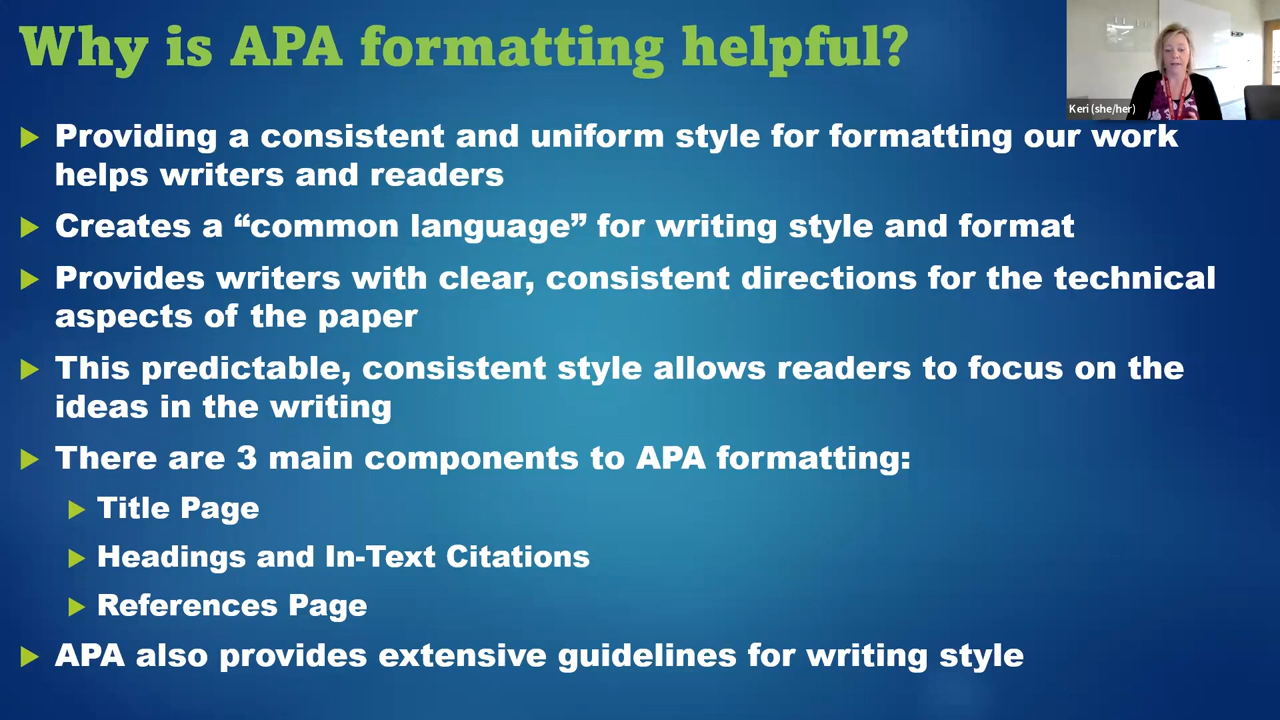 Why is APA formatting helpful?
Keri (she/her)
Providing a consistent and uniform style for formatting our work
helps writers and readers
Creates a “common language” for writing style and format
Provides writers with clear, consistent directions for the technical
aspects of the paper
This predictable, consistent style allows readers to focus on the
ideas in the writing
There are 3 main components to APA formatting:
Title Page
Headings and In-Text Citations
References Page
APA also provides extensive guidelines for writing style